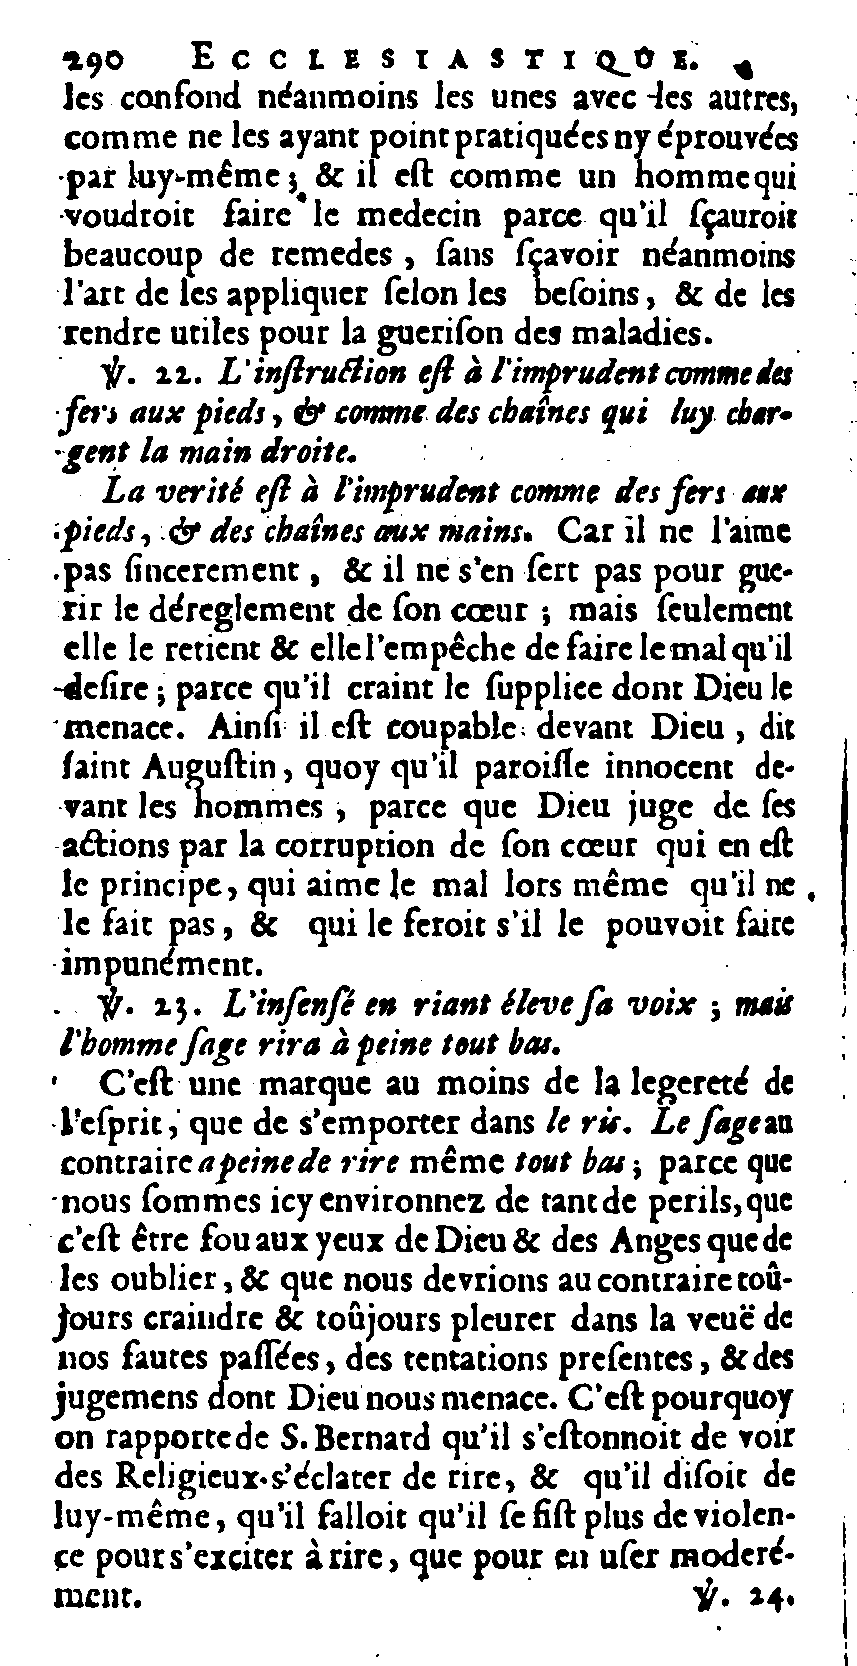 290 ECCLESIASTIQUE.
les confond néanmoins les unes avec les autres,
comme ne les ayant point pratiquées ny éprouvées
par luy-même ; & il eſt comme un homme qui
voudroit faire le medecin parce qu'il ſçauroit
beaucoup de remedes , ſans ſçavoir néanmoins
l'art de les appliquer ſelon les beſoins, & de les
rendre utiles pour la gueriſon des maladies.
℣. 22. L'inſtruction eſt à l'imprudent comme des
fers aux pieds, & comme des chaînes qui luy char-
gent la main droite.
La verité eſt à l'imprudent comme des fers aux
pieds, & des chaînes aux mains. Car il ne l'aime
pas ſincerement , & il ne s'en ſert pas pour gue-
rir le déreglement de ſon cœur ; mais ſeulement
elle le retient & elle l'empêche de faire le mal qu'il
deſire ; parce qu'il craint le ſupplice dont Dieu le
menace. Ainſi il eſt coupable devant Dieu , dit
ſaint Auguſtin, quoy qu'il paroiſſe innocent de-
vant les hommes , parce que Dieu juge de ſes
actions par la corruption de ſon cœur qui en eſt
le principe, qui aime le mal lors même qu'il ne
le fait pas, & qui le feroit s'il le pouvoit faire
impunément.
℣. 23. L'inſenſé en riant éleve ſa voix ; mais
l'homme ſage rira à peine tout bas.
C'eſt une marque au moins de la legereté de
l'eſprit, que de s'emporter dans le ris. Le ſage au
contraire a peine de rire même tout bas ; parce que
nous ſommes icy environnez de tant de perils, que
c'eſt être fou aux yeux de Dieu & des Anges que de
les oublier, & que nous devrions au contraire toû-
jours craindre & toûjours pleurer dans la veuë de
nos fautes paſſées, des tentations preſentes, & des
jugemens dont Dieu nous menace. C'eſt pourquoy
on rapporte de S. Bernard qu'il s'eſtonnoit de voir
des Religieux s'éclater de rire, & qu'il diſoit de
luy-même, qu'il falloit qu'il ſe fiſt plus de violen-
ce pour s'exciter à rire, que pour en uſer moderé-
ment. ℣. 24.